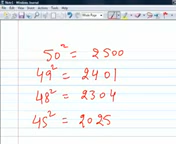 50² = 2500
49² = 2401
48² = 2304
45² = 2025